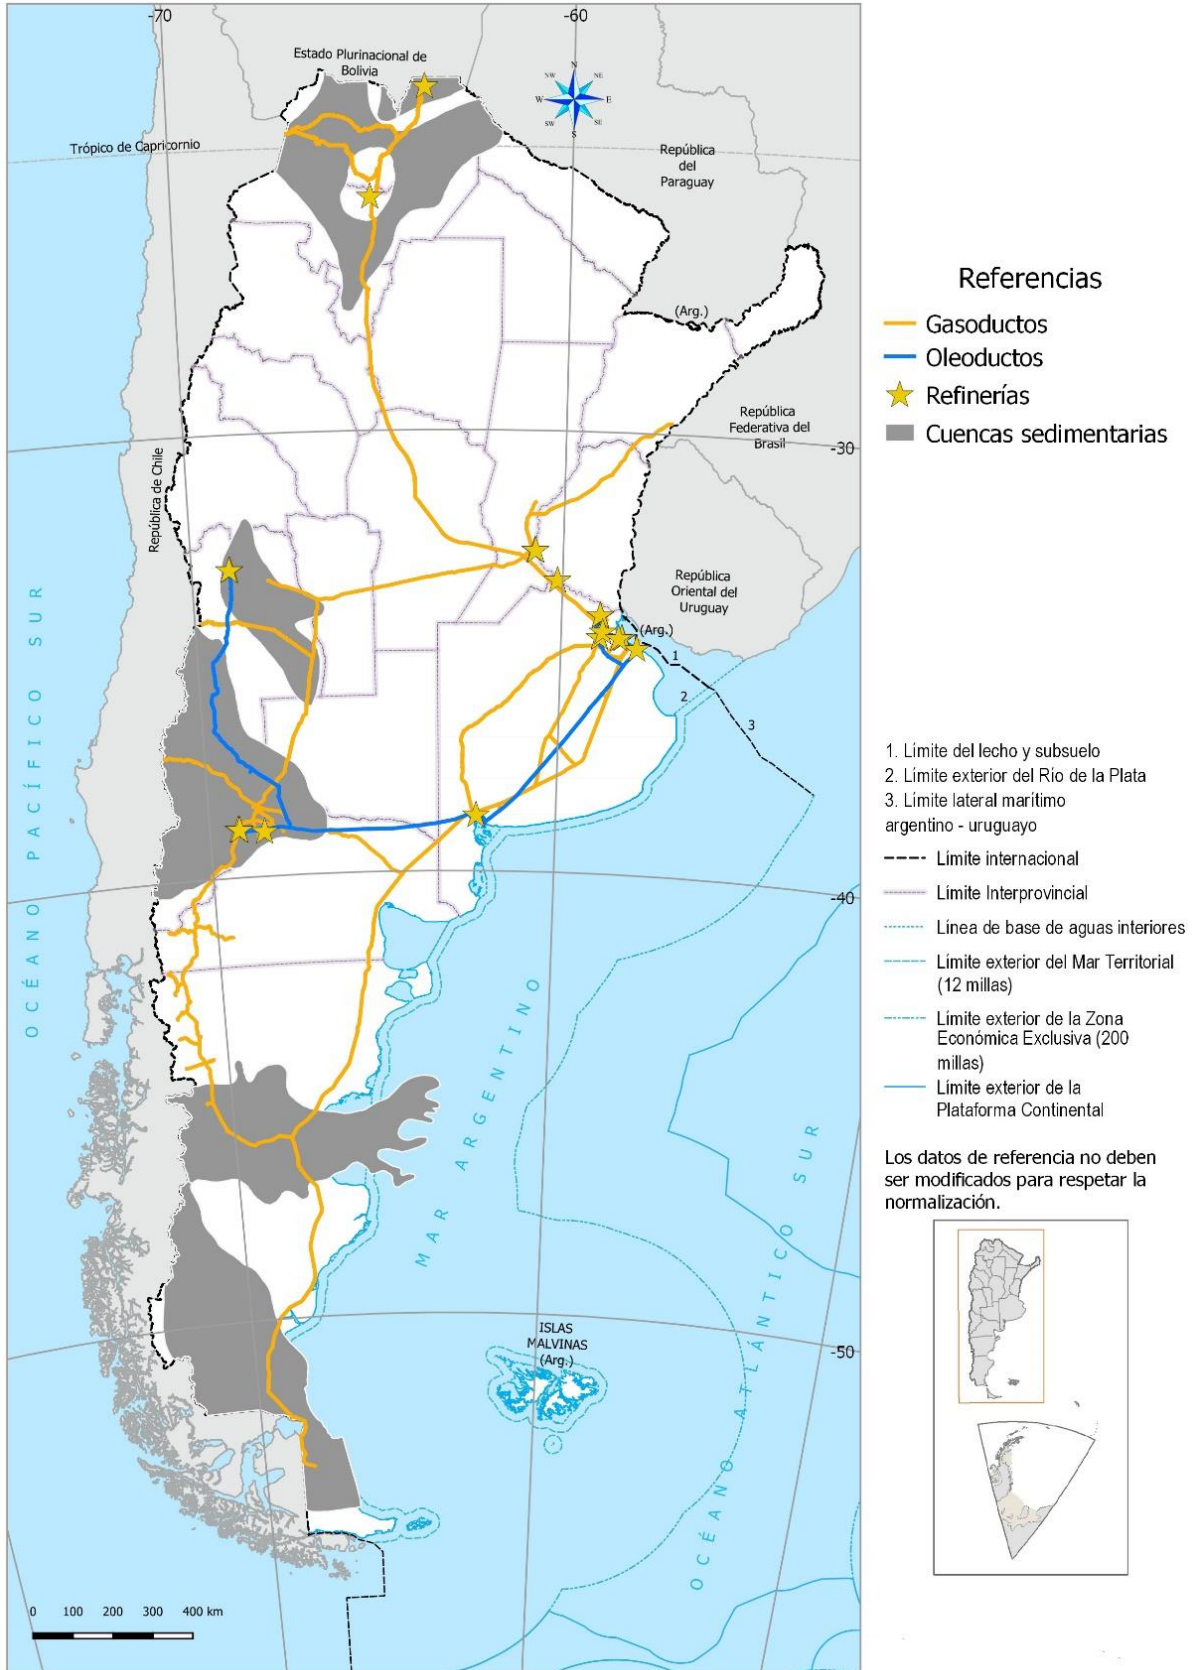 -70
-60
Estado Plurinacional de
Bolivia
N
NW
NE
W
E
SW
SE
S
Trópico de Capricornio
República
del
Paraguay
(Arg.)
República
Federativa del
Brasil
-30
República de Chile
República
Oriental del
Uruguay
(Arg.)
1
2
3
OCÉANO PACÍFICO SUR
-40
MAR ARGENTINO
OCÉANO ATLÁNTICO SUR
ISLAS
MALVINAS
(Arg.)
-50
0 100 200 300 400 km
Referencias
Gasoductos
Oleoductos
Refinerías
Cuencas sedimentarias
1. Límite del lecho y subsuelo
2. Límite exterior del Río de la Plata
3. Límite lateral marítimo
argentino - uruguayo
Límite internacional
Límite Interprovincial
Línea de base de aguas interiores
Límite exterior del Mar Territorial
(12 millas)
Límite exterior de la Zona
Económica Exclusiva (200
millas)
Límite exterior de la
Plataforma Continental
Los datos de referencia no deben
ser modificados para respetar la
normalización.